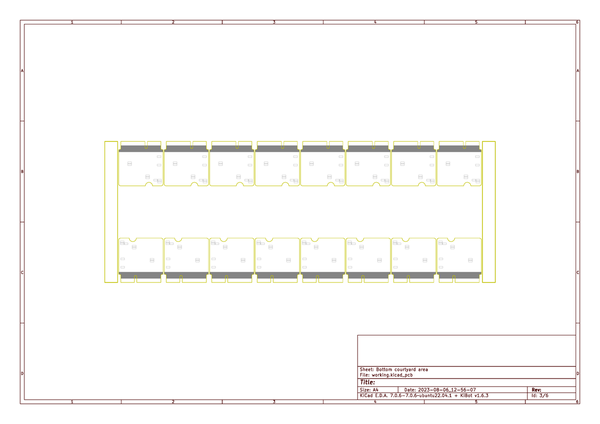 1 2 3 4 5 6
A A
B B
C C
D D
Sheet: Bottom courtyard area
File: working.kicad_pcb
Title:
Size: A4 Date: 2023-08-06_12-56-07 Rev:
KiCad E.D.A. 7.0.6-7.0.6~ubuntu22.04.1 + KiBot v1.6.3 Id: 3/6
1 2 3 4 5 6